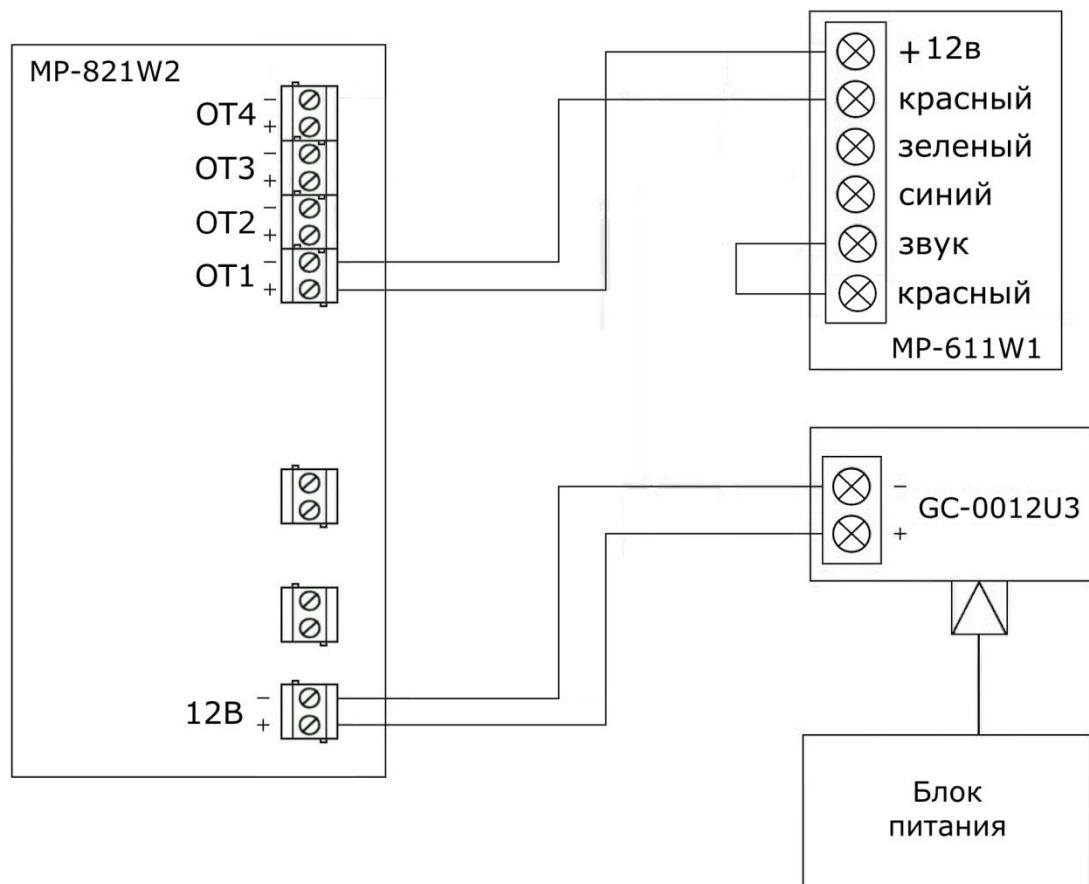 MP-821W2
OT4 -
+
OT3 -
+
OT2 -
+
OT1 -
+
12В -
+
+12в
красный
зеленый
синий
звук
красный
MP-611W1
-
GC-0012U3
+
Блок
питания